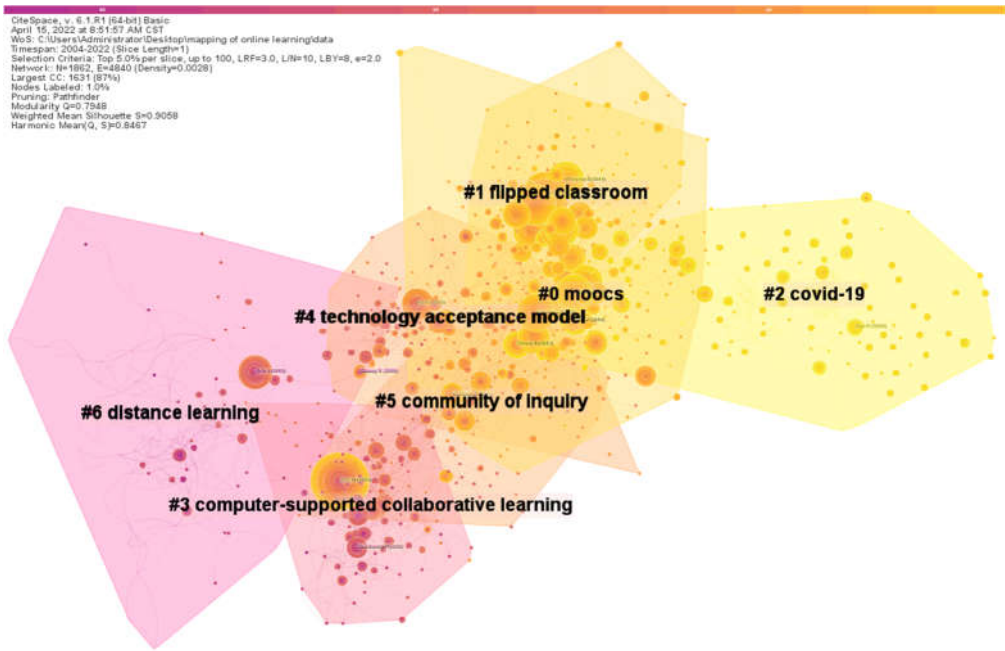 CiteSpace, v. 6.1.R1 (64-bit) Basic
April 15, 2022 at 8:51:57 AM CST
WoS: C:\Users\Administrator\Desktop\mapping of online learning\data
Timespan: 2004-2022 (Slice Length=1)
Selection Criteria: Top 5.0% per slice, up to 100, LRF=3.0, L/N=10, LBY=8, e=2.0
Network: N=1862, E=4840 (Density=0.0028)
Largest CC: 1631 (87%)
Nodes Labeled: 1.0%
Pruning: Pathfinder
Modularity Q=0.7948
Weighted Mean Silhouette S=0.9058
Harmonic Mean(Q, S)=0.8467
#1 flipped classroom
#0 moocs
#2 covid-19
#4 technology acceptance model
#5 community of inquiry
#6 distance learning
#3 computer-supported collaborative learning